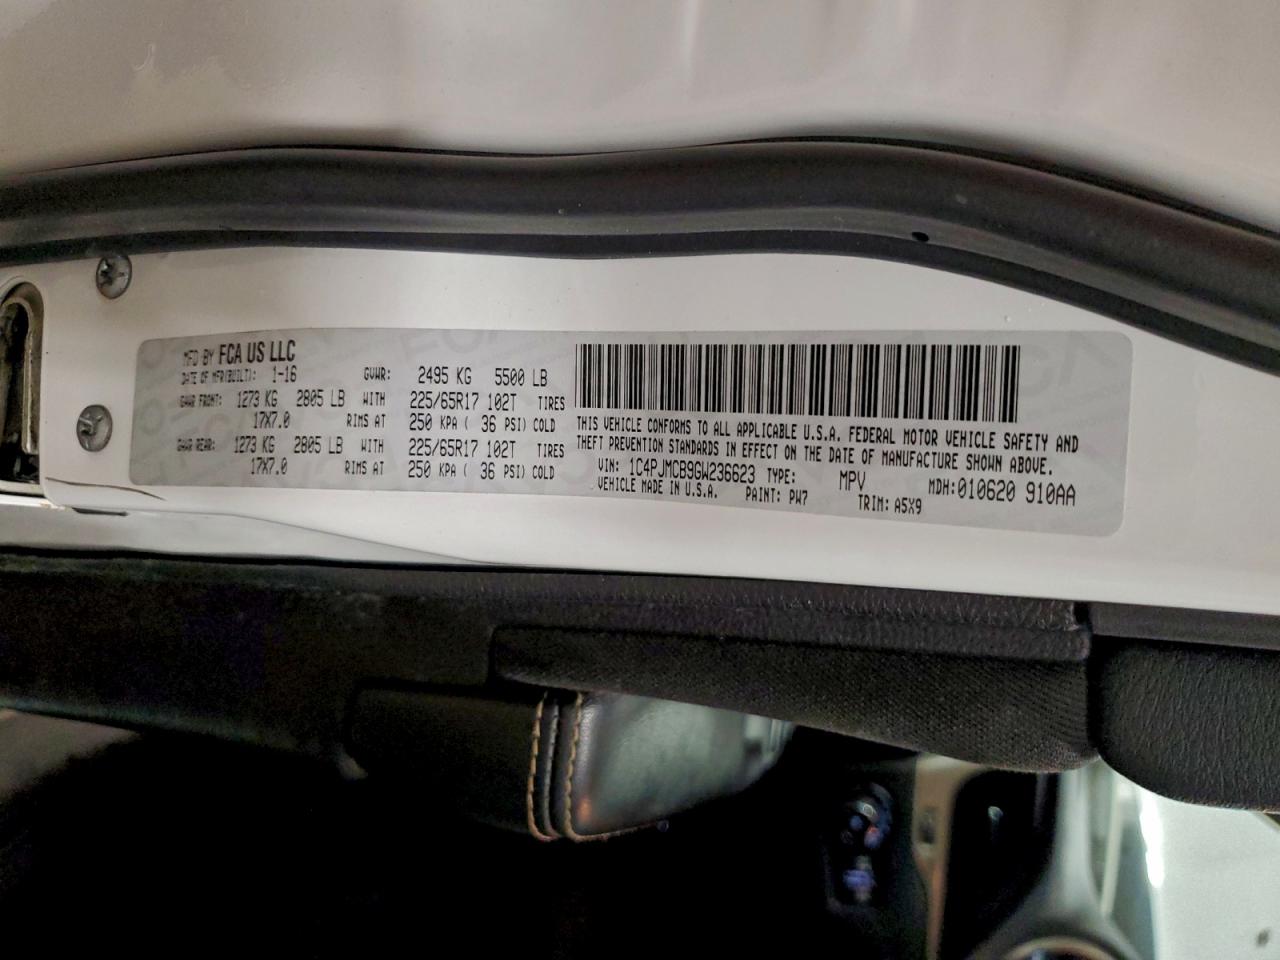 MFD BY FCA US LLC
DATE OF MFR(BUILT): 1-16 GVWR: 2495 KG 5500 LB
GAWR FRONT: 1273 KG 2805 LB WITH 225/65R17 102T TIRES
17X7.0 RIMS AT 250 KPA ( 36 PSI) COLD
GAWR REAR: 1273 KG 2805 LB WITH 225/65R17 102T TIRES
17X7.0 RIMS AT 250 KPA ( 36 PSI) COLD
THIS VEHICLE CONFORMS TO ALL APPLICABLE U.S.A. FEDERAL MOTOR VEHICLE SAFETY AND
THEFT PREVENTION STANDARDS IN EFFECT ON THE DATE OF MANUFACTURE SHOWN ABOVE.
VIN: 1C4PJMCB9GW236623 TYPE: MPV MDH:010620 910AA
VEHICLE MADE IN U.S.A. PAINT: PW7 TRIM: A5X9